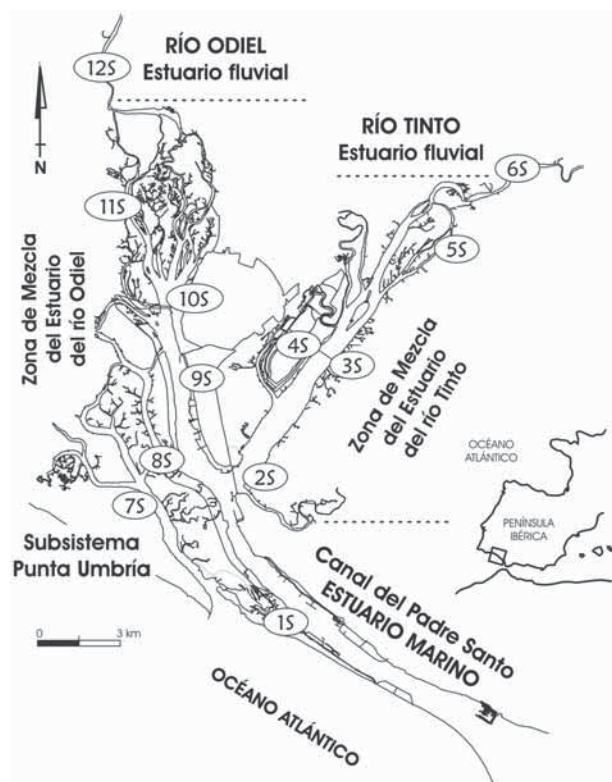 RÍO ODIEL
Estuario fluvial
12S
RÍO TINTO
Estuario fluvial
N
6S
11S
5S
Zona de Mezcla
del Estuario
del río Odiel
10S
4S
3S
9S
Zona de Mezcla
del Estuario
del río Tinto
OCÉANO
ATLÁNTICO
8S
2S
7S
PENÍNSULA
IBÉRICA
Subsistema
Punta Umbría
Canal del Padre Santo
ESTUARIO MARINO
1S
0 3 km
OCÉANO ATLÁNTICO